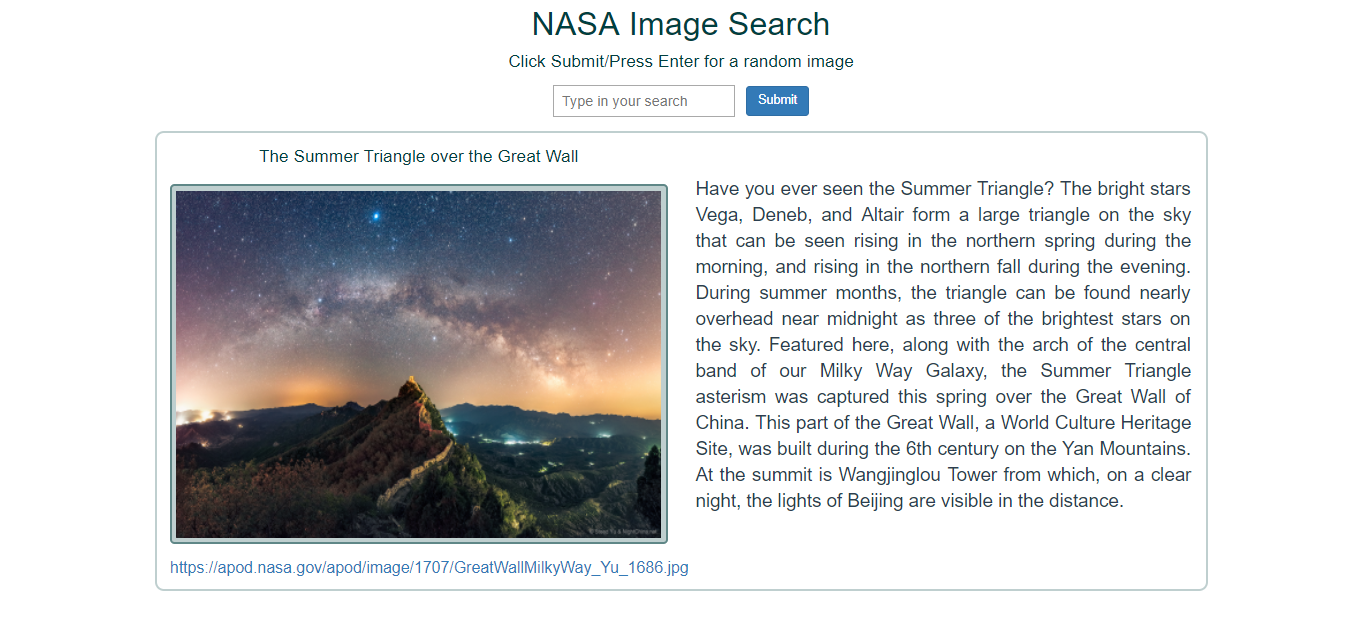 NASA Image Search
Click Submit/Press Enter for a random image
Type in your search
Submit
The Summer Triangle over the Great Wall
Have you ever seen the Summer Triangle? The bright stars
Vega, Deneb, and Altair form a large triangle on the sky
that can be seen rising in the northern spring during the
morning, and rising in the northern fall during the evening.
During summer months, the triangle can be found nearly
overhead near midnight as three of the brightest stars on
the sky. Featured here, along with the arch of the central
band of our Milky Way Galaxy, the Summer Triangle
asterism was captured this spring over the Great Wall of
China. This part of the Great Wall, a World Culture Heritage
Site, was built during the 6th century on the Yan Mountains.
At the summit is Wangjinglou Tower from which, on a clear
night, the lights of Beijing are visible in the distance.
https://apod.nasa.gov/apod/image/1707/GreatWallMilkyWay_Yu_1686.jpg